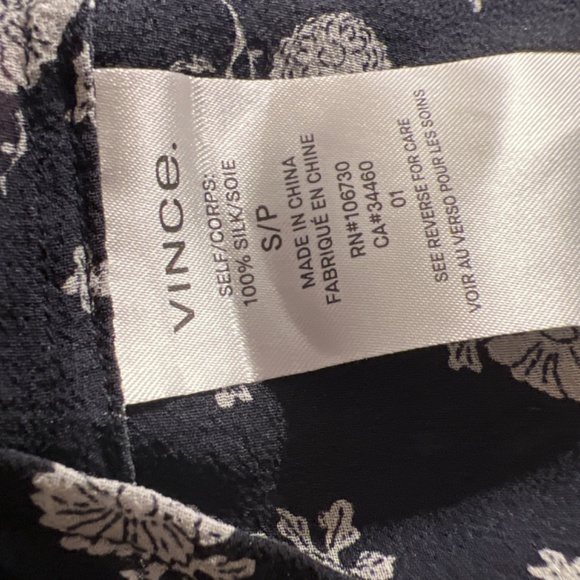 VINCE.
SELF/CORPS:
100% SILK/SOIE
S/P
MADE IN CHINA
FABRIQUÉ EN CHINE
RN#106730
CA#34460
01
SEE REVERSE FOR CARE
VOIR AU VERSO POUR LES SOINS